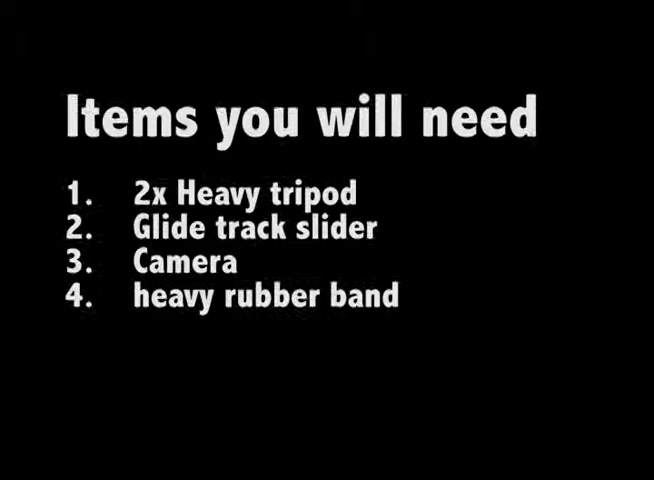 Items you will need
1. 2x Heavy tripod
2. Glide track slider
3. Camera
4. heavy rubber band